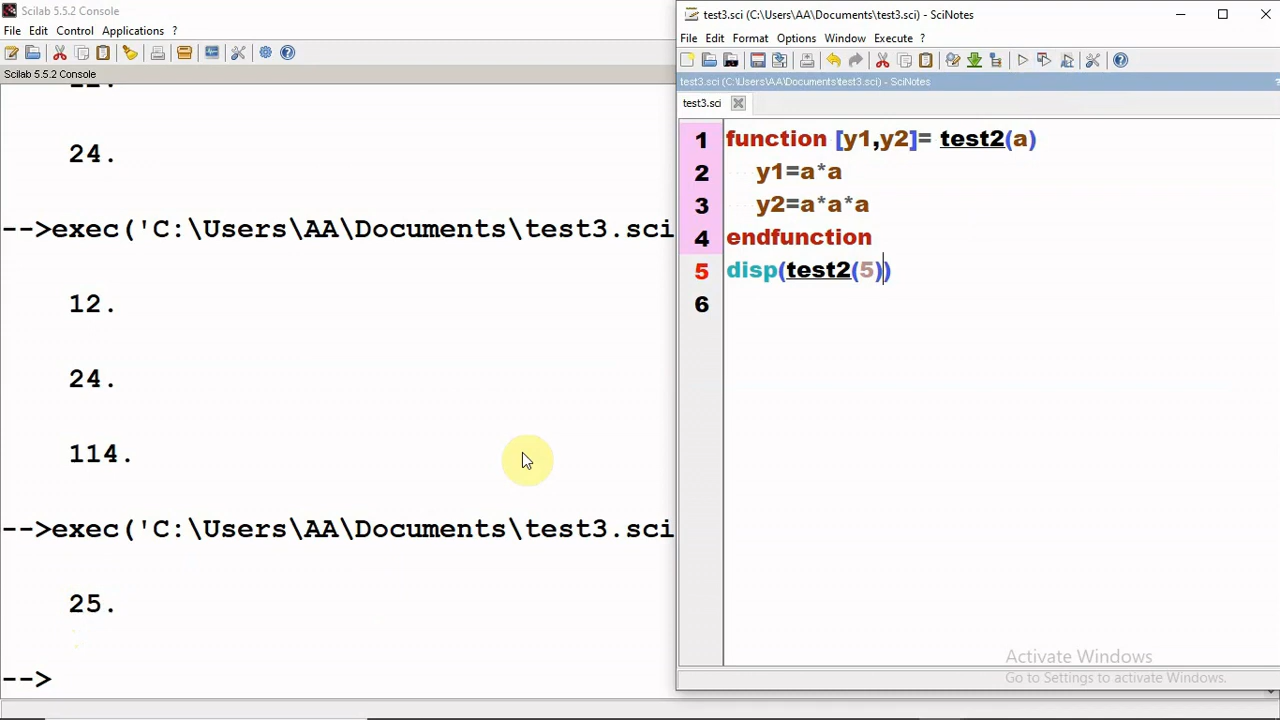 Scilab 5.5.2 Console
File Edit Control Applications ?
Scilab 5.5.2 Console
24.
-->exec('C:\Users\AA\Documents\test3.sci
12.
24.
114.
-->exec('C:\Users\AA\Documents\test3.sci
25.
-->
test3.sci (C:\Users\AA\Documents\test3.sci) - SciNotes
File Edit Format Options Window Execute ?
test3.sci (C:\Users\AA\Documents\test3.sci) - SciNotes
test3.sci
1 function [y1,y2]= test2(a)
2 y1=a*a
3 y2=a*a*a
4 endfunction
5 disp(test2(5))
6
Activate Windows
Go to Settings to activate Windows.